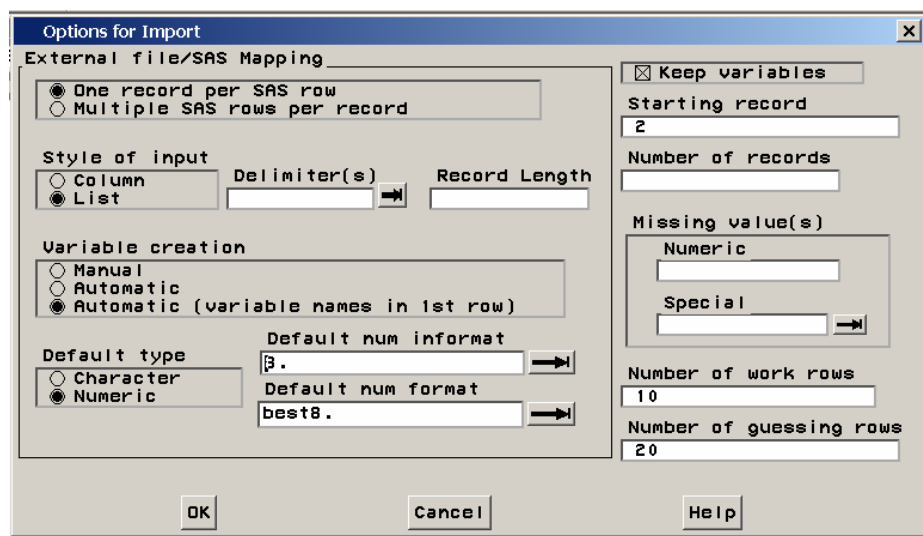 Options for Import
External file/SAS Mapping
One record per SAS row
Multiple SAS rows per record
Style of input
Column
List
Delimiter(s)
Record Length
Variable creation
Manual
Automatic
Automatic (variable names in 1st row)
Default type
Character
Numeric
Default num informat
3.
Default num format
best8.
Keep variables
Starting record
2
Number of records
Missing value(s)
Numeric
Special
Number of work rows
10
Number of guessing rows
20
OK
Cancel
Help